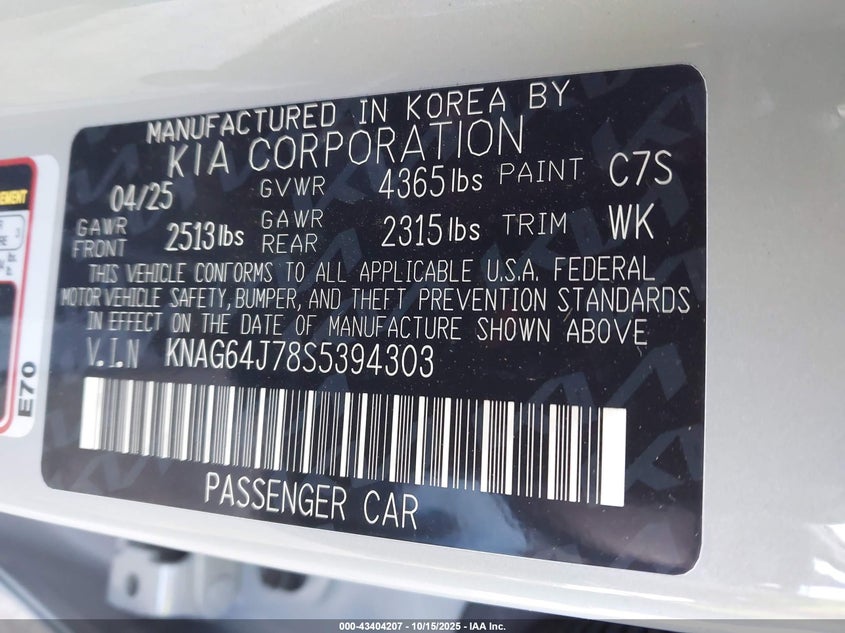 MANUFACTURED IN KOREA BY
KIA CORPORATION
04/25 GVWR 4365 lbs PAINT C7S
GAWR FRONT 2513 lbs GAWR REAR 2315 lbs TRIM WK
THIS VEHICLE CONFORMS TO ALL APPLICABLE U.S.A. FEDERAL
MOTOR VEHICLE SAFETY, BUMPER, AND THEFT PREVENTION STANDARDS
IN EFFECT ON THE DATE OF MANUFACTURE SHOWN ABOVE
V.I.N KNAG64J78S5394303
PASSENGER CAR
E70
000-43404207 - 10/15/2025 - IAA Inc.